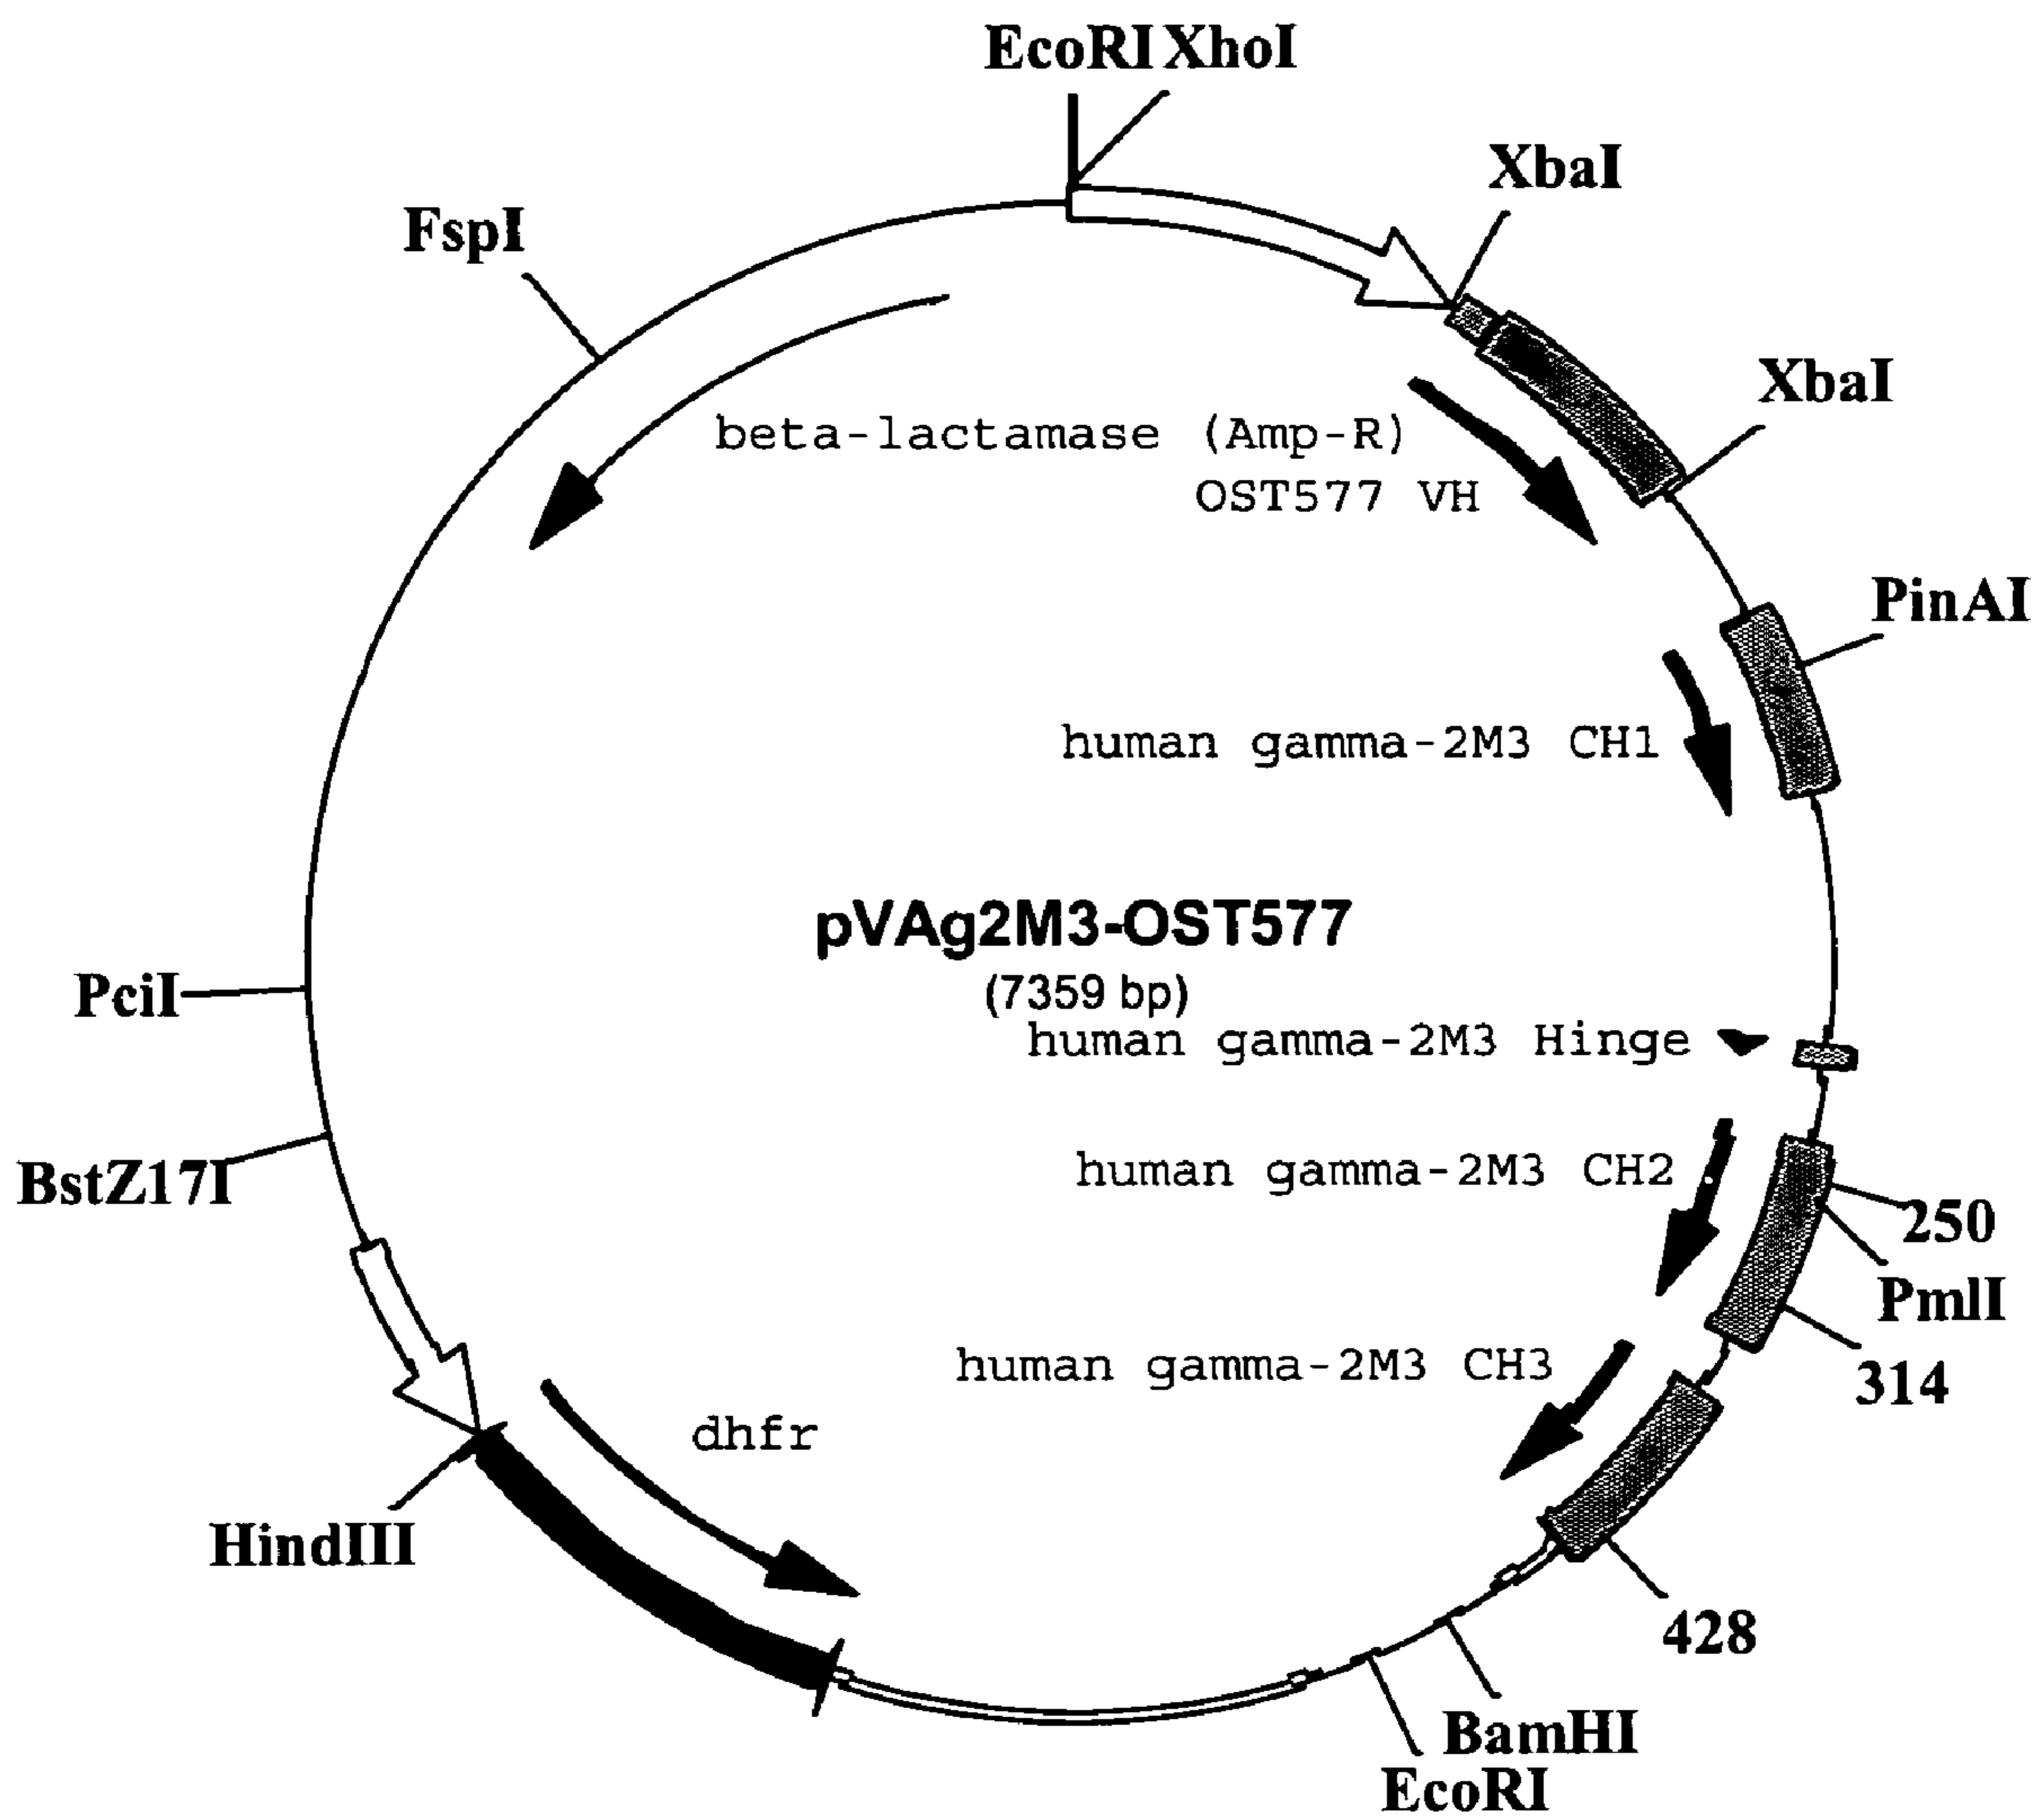 EcoRI XhoI
XbaI
FspI
XbaI
beta-lactamase (Amp-R)
OST577 VH
PinAI
human gamma-2M3 CH1
pVAg2M3-OST577
(7359 bp)
PciI
human gamma-2M3 Hinge
BstZ17I
human gamma-2M3 CH2
250
PmlI
human gamma-2M3 CH3
314
dhfr
HindIII
428
BamHI
EcoRI